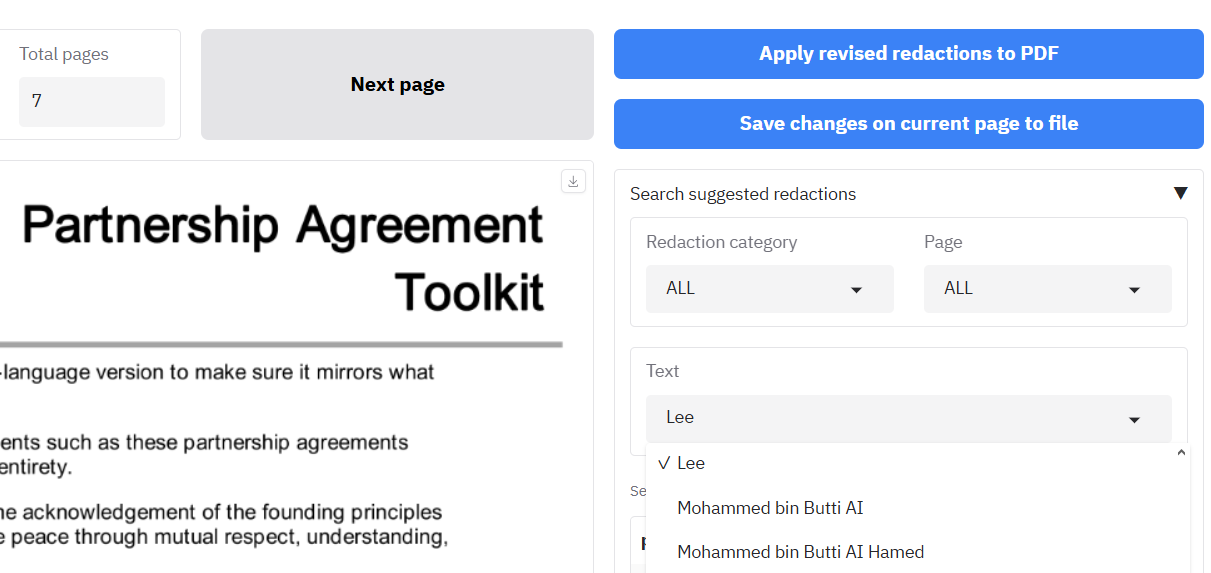 Total pages
7
Next page
Apply revised redactions to PDF
Save changes on current page to file
Partnership Agreement
Toolkit
-language version to make sure it mirrors what
ents such as these partnership agreements
entirety.
acknowledgement of the founding principles
peace through mutual respect, understanding,
Search suggested redactions
Redaction category
ALL
Page
ALL
Text
Lee
✓ Lee
Mohammed bin Butti AI
Mohammed bin Butti AI Hamed
Se